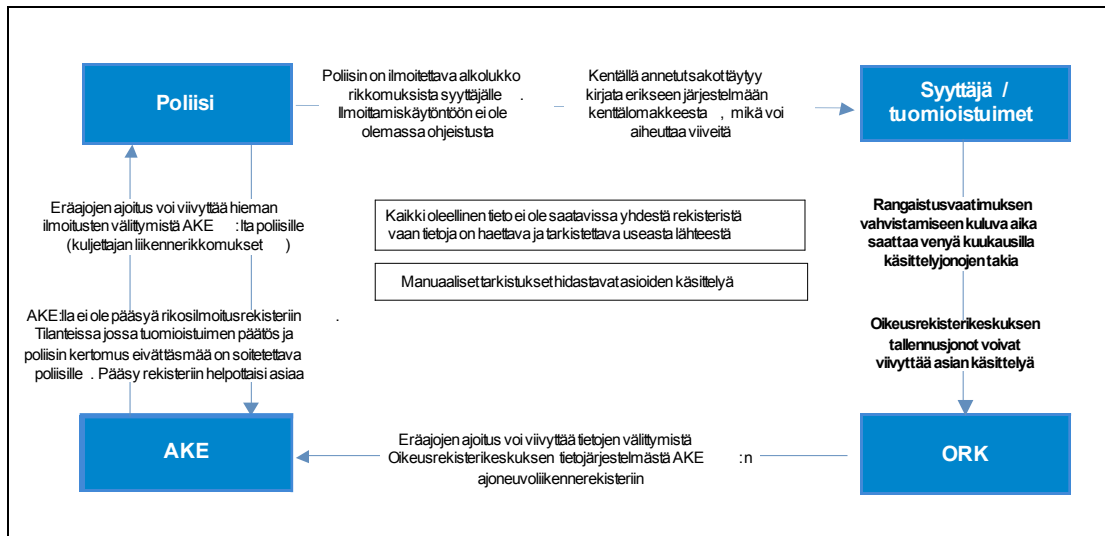 Poliisi
Poliisin on ilmoitettava alkolukko
rikkomuksista syyttäjälle .
Ilmoittamiskäytöntöön ei ole
olemassa ohjeistusta
Kentällä annetut sakot täytyy
kirjata erikseen järjestelmään
kenttälomakkeesta , mikä voi
aiheuttaa viiveitä
Syyttäjä /
tuomioistuimet
Eräajojen ajoitus voi viivyttää hieman
ilmoitusten välittymistä AKE :lta poliisille
(kuljettajan liikennerikkomukset )
Kaikki oleellinen tieto ei ole saatavissa yhdestä rekisteristä
vaan tietoja on haettava ja tarkistettava useasta lähteestä
Manuaaliset tarkistukset hidastavat asioiden käsittelyä
Rangaistusvaatimuksen
vahvistamiseen kuluva aika
saattaa venyä kuukausilla
käsittelyjonojen takia
AKE:lla ei ole pääsyä rikosilmoitusrekisteriin .
Tilanteissa jossa tuomioistuimen päätös ja
poliisin kertomus eivät täsmää on soitetettava
poliisille . Pääsy rekisteriin helpottaisi asiaa
Oikeusrekisterikeskuksen
tallennusjonot voivat
viivyttää asian käsittelyä
AKE
Eräajojen ajoitus voi viivyttää tietojen välittymistä
Oikeusrekisterikeskuksen tietojärjestelmästä AKE :n
ajoneuvoliikennerekisteriin
ORK